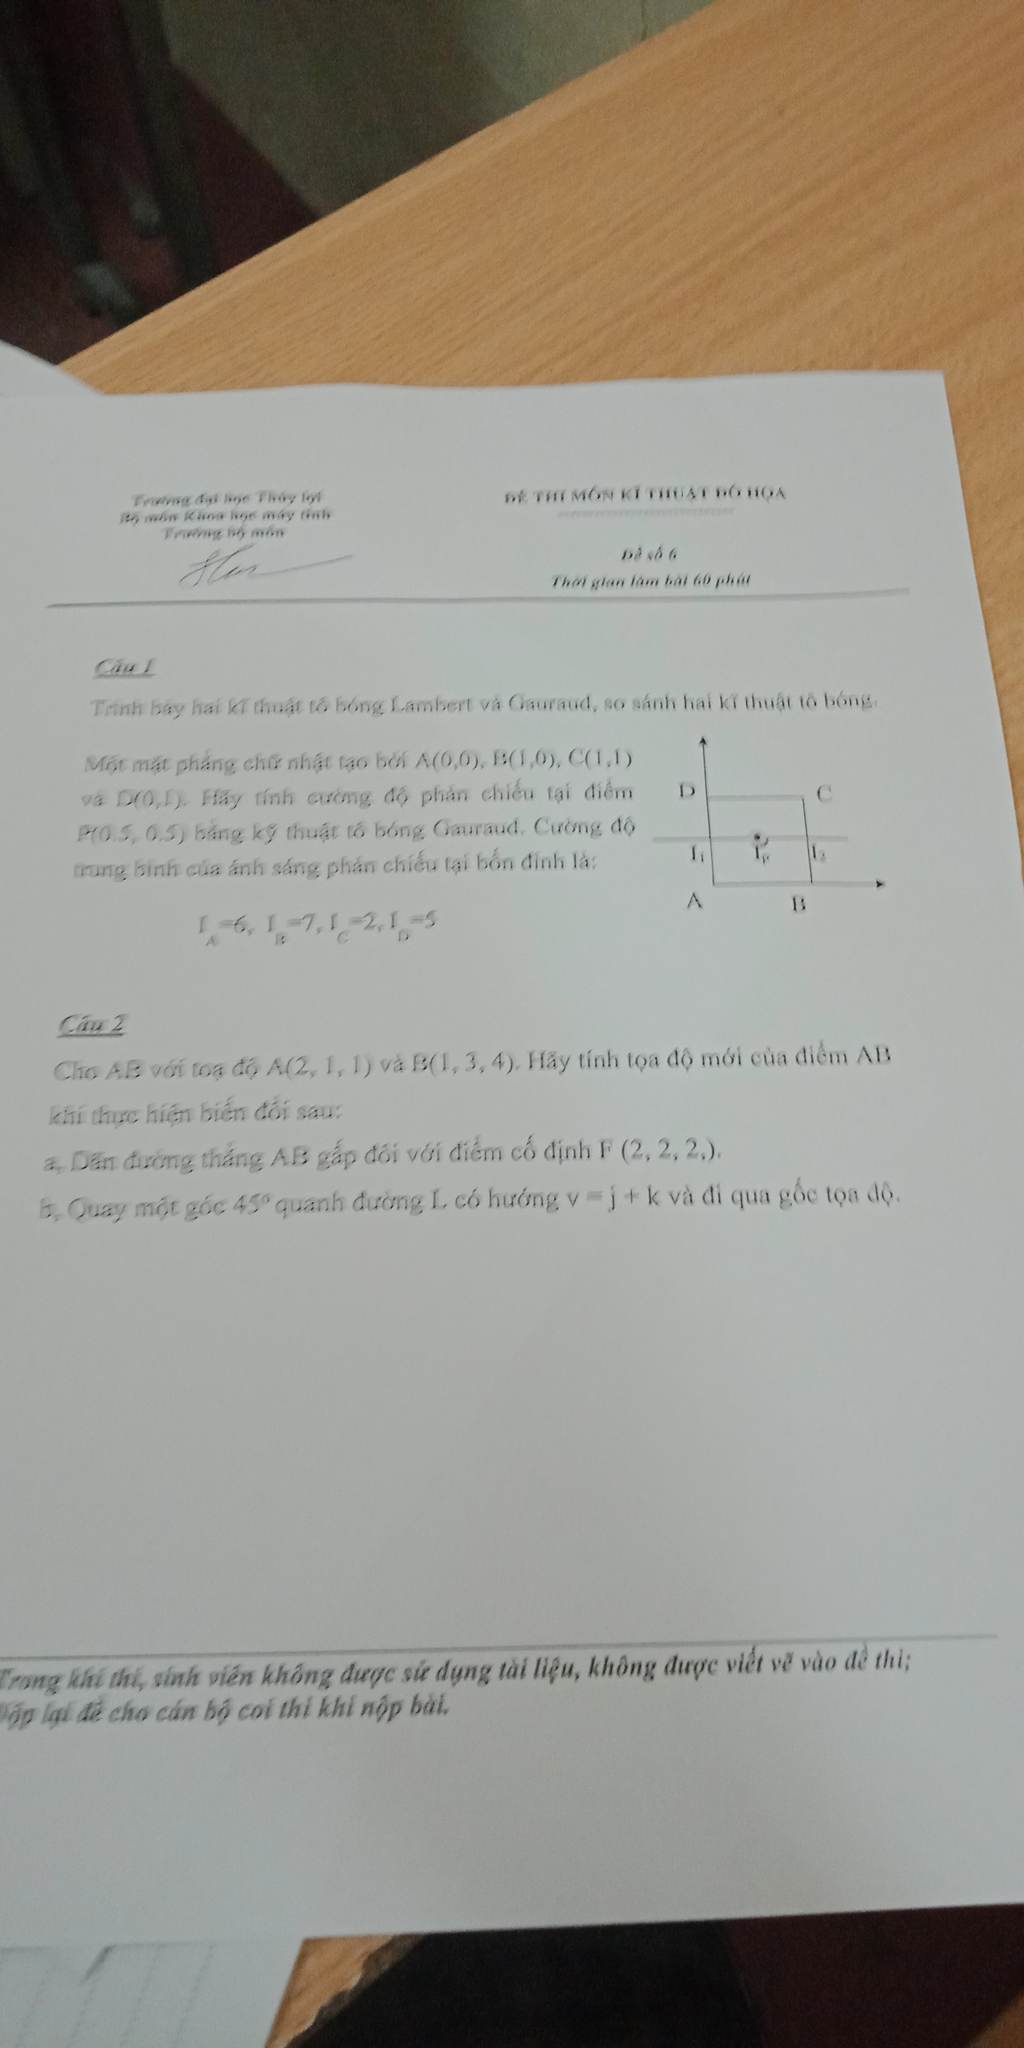 Trường đại học Thủy lợi
Bộ môn Khoa học máy tính
Trưởng bộ môn
ĐỀ THI MÔN KĨ THUẬT ĐỒ HỌA
Đề số 6
Thời gian làm bài 60 phút
Câu 1
Trình bày hai kĩ thuật tô bóng Lambert và Gauraud, so sánh hai kĩ thuật tô bóng.
Một mặt phẳng chữ nhật tạo bởi A(0,0), B(1,0), C(1,1)
và D(0,1). Hãy tính cường độ phản chiếu tại điểm
P(0.5, 0.5) bằng kỹ thuật tô bóng Gauraud. Cường độ
trung bình của ánh sáng phản chiếu tại bốn đỉnh là:
I_A=6, I_B=7, I_C=2, I_D=5
D C
I₁ Iₚ I₂
A B
Câu 2
Cho AB với toạ độ A(2, 1, 1) và B(1, 3, 4). Hãy tính tọa độ mới của điểm AB
khi thực hiện biến đổi sau:
a, Dãn đường thẳng AB gấp đôi với điểm cố định F (2, 2, 2,).
b, Quay một góc 45° quanh đường L có hướng v = j + k và đi qua gốc tọa độ.
Trong khi thi, sinh viên không được sử dụng tài liệu, không được viết vẽ vào đề thi;
Nộp lại đề cho cán bộ coi thi khi nộp bài.